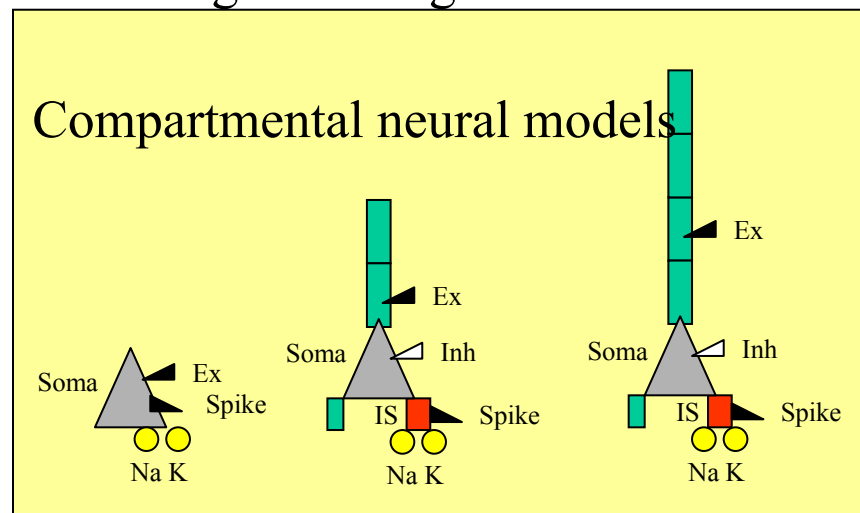 Compartmental neural models
Soma
Ex
Spike
Na K
Ex
Soma
Inh
IS
Spike
Na K
Ex
Soma
Inh
IS
Spike
Na K